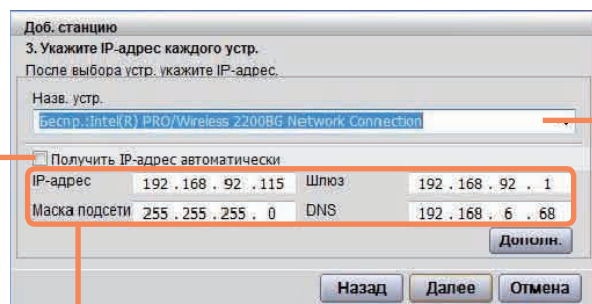 Доб. станцию
3. Укажите IP-адрес каждого устр.
После выбора устр. укажите IP-адрес.
Назв. устр.
Беспр.:Intel(R) PRO/Wireless 2200BG Network Connection
Получить IP-адрес автоматически
IP-адрес 192 . 168 . 92 . 115 Шлюз 192 . 168 . 92 . 1
Маска подсети 255 . 255 . 255 . 0 DNS 192 . 168 . 6 . 68
Дополн.
Назад Далее Отмена